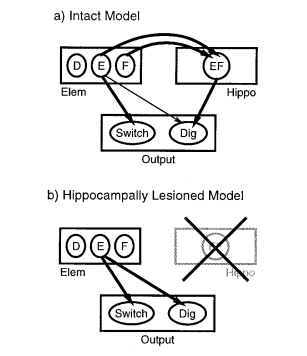 a) Intact Model
D E F EF
Elem Hippo
Switch Dig
Output
b) Hippocampally Lesioned Model
D E F
Elem Hippo
Switch Dig
Output